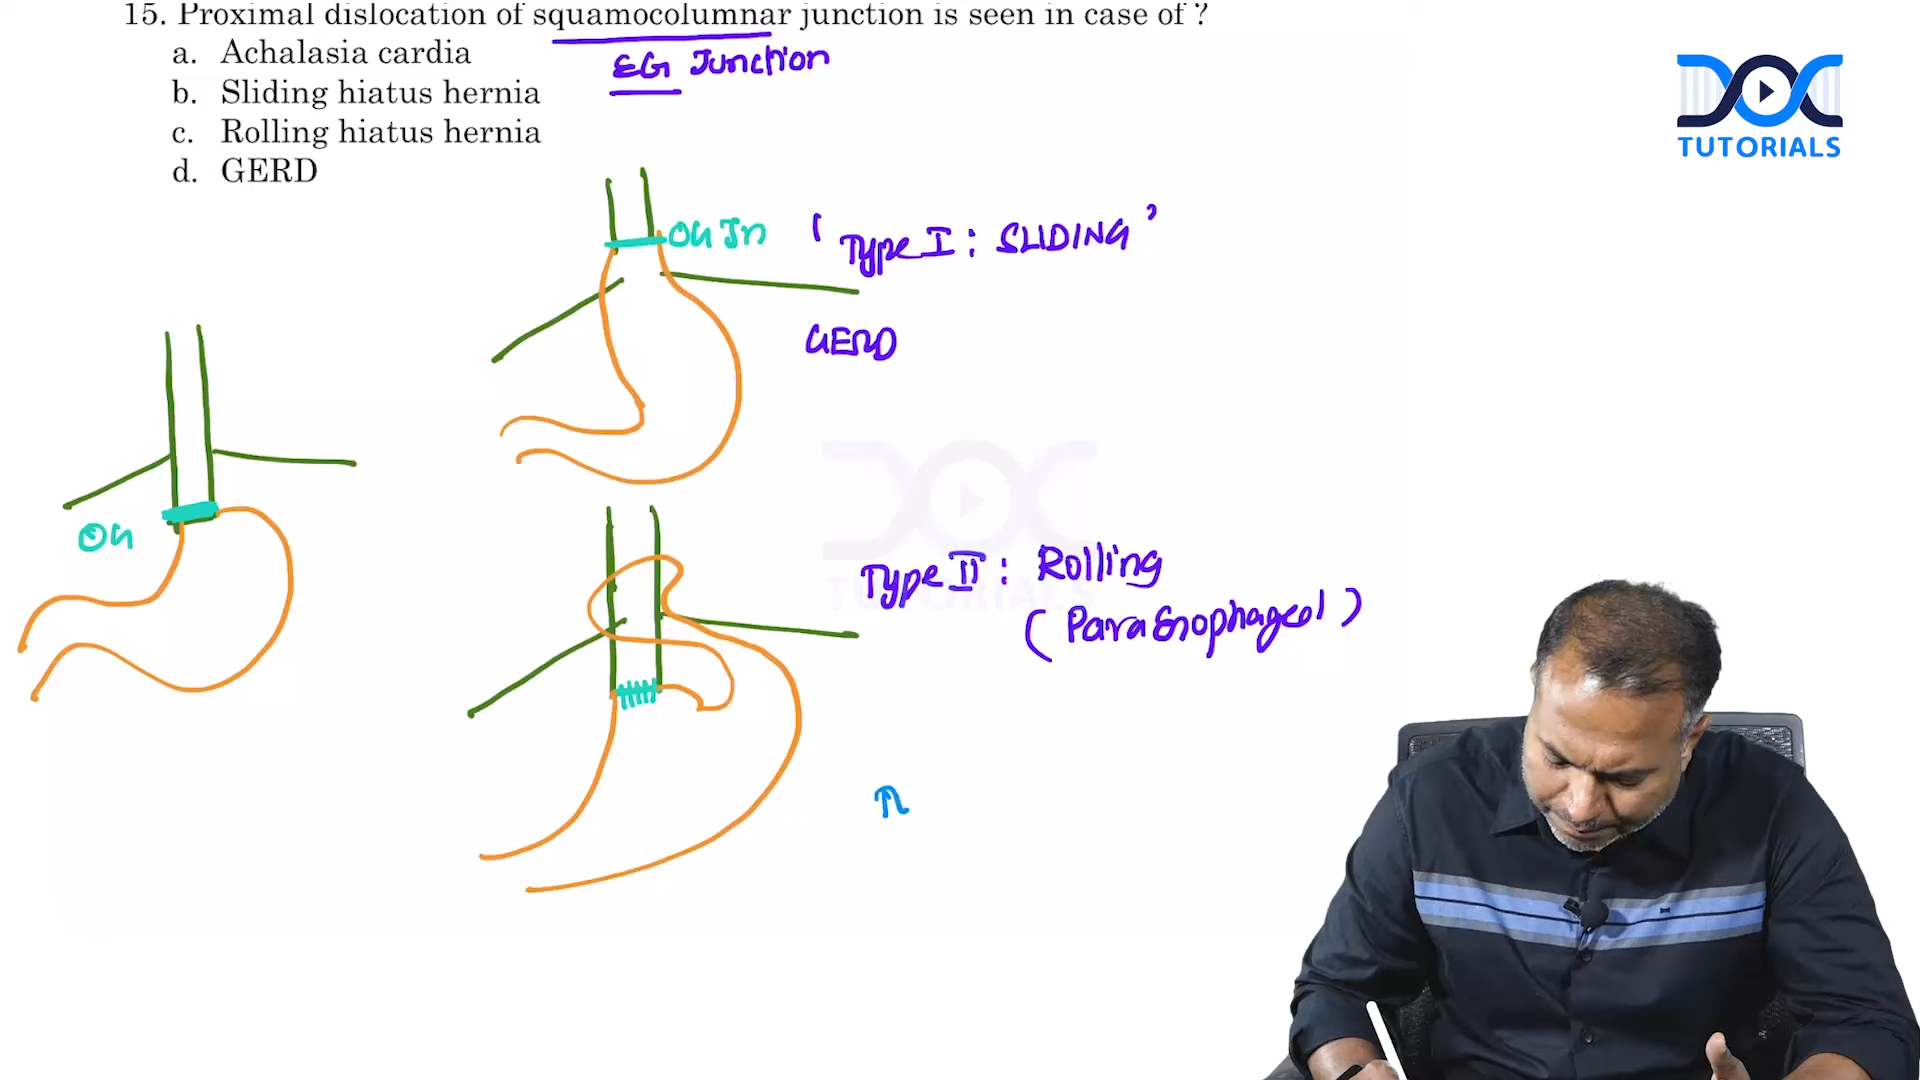 15. Proximal dislocation of squamocolumnar junction is seen in case of ?
EG Junction
a. Achalasia cardia
b. Sliding hiatus hernia
c. Rolling hiatus hernia
d. GERD
TUTORIALS
OG Jn
'Type I : SLIDING'
GERD
OG
Type II : Rolling
(ParaEsophageal)
TUTORIALS